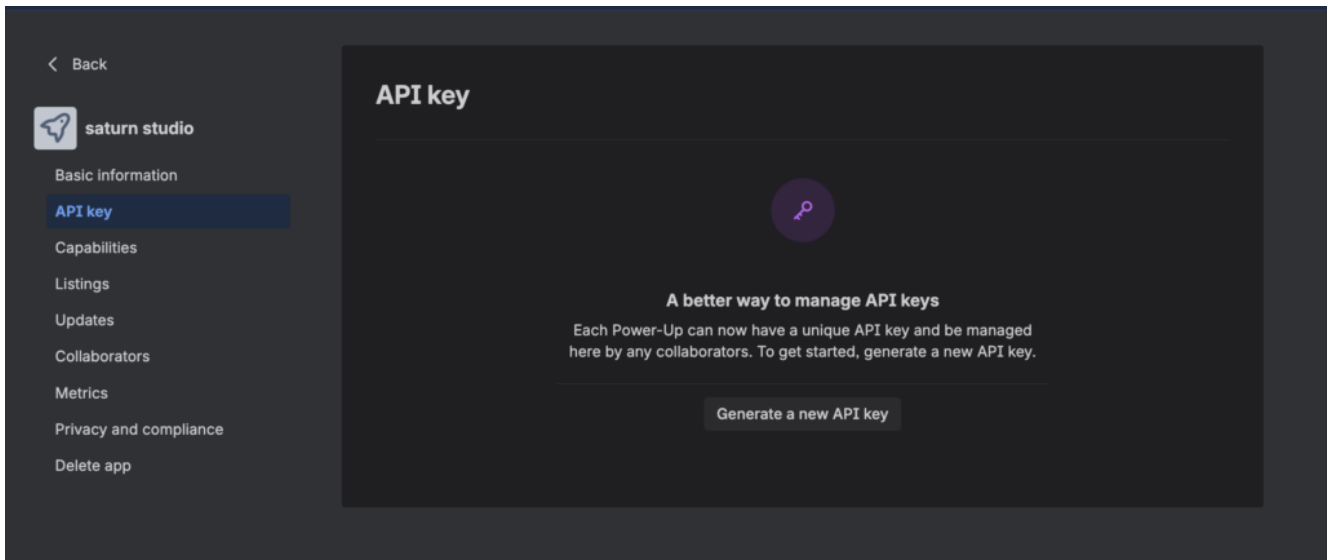 Back
saturn studio
Basic information
API key
Capabilities
Listings
Updates
Collaborators
Metrics
Privacy and compliance
Delete app
API key
A better way to manage API keys
Each Power-Up can now have a unique API key and be managed
here by any collaborators. To get started, generate a new API key.
Generate a new API key